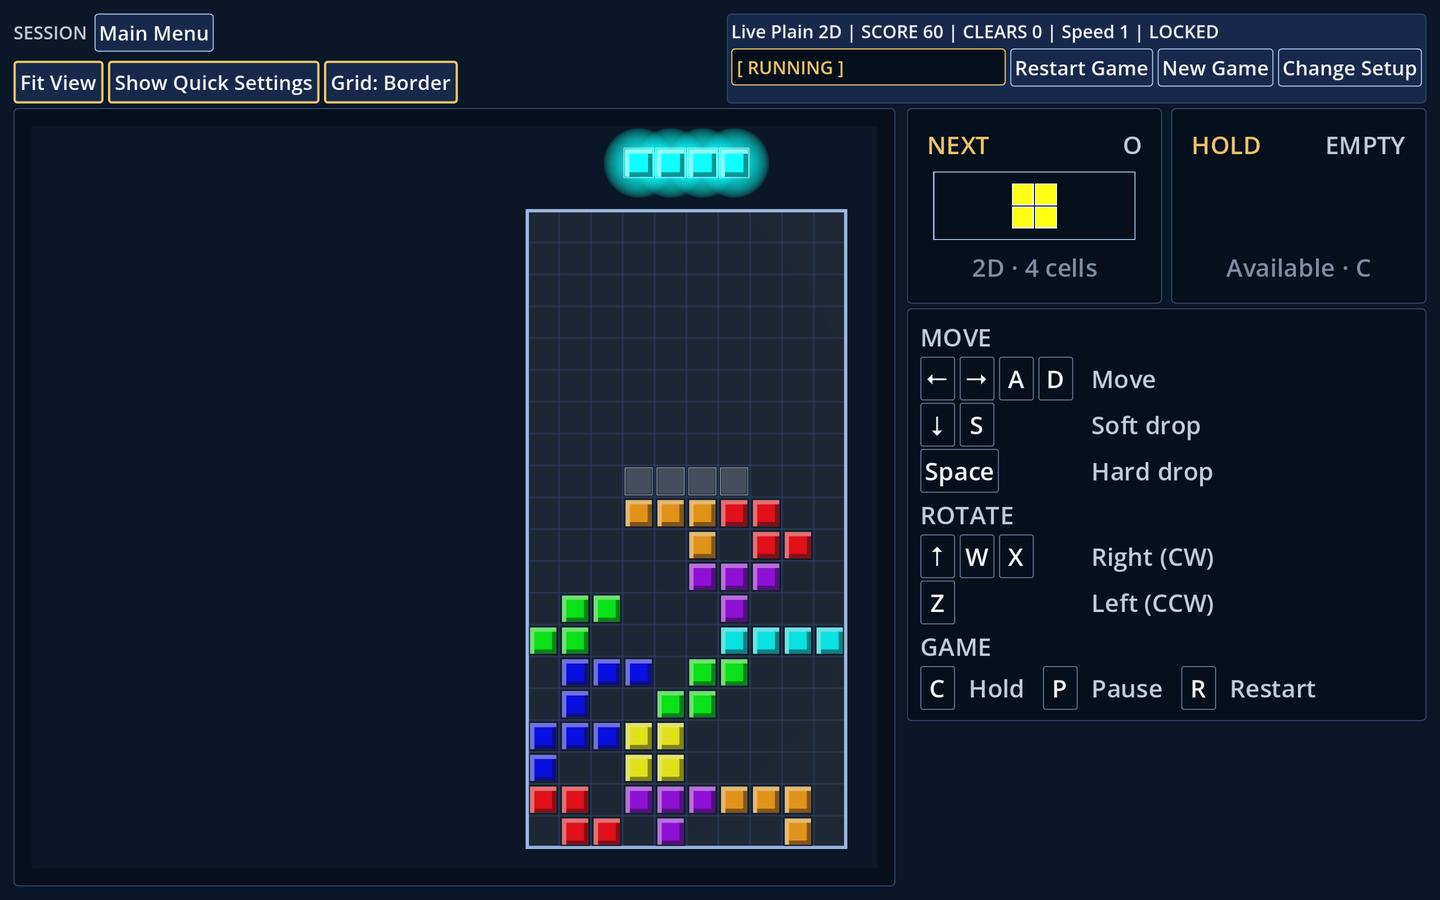 SESSION Main Menu
Fit View Show Quick Settings Grid: Border
Live Plain 2D | SCORE 60 | CLEARS 0 | Speed 1 | LOCKED
[ RUNNING ] Restart Game New Game Change Setup
NEXT O
2D · 4 cells
HOLD EMPTY
Available · C
MOVE
← → A D Move
↓ S Soft drop
Space Hard drop
ROTATE
↑ W X Right (CW)
Z Left (CCW)
GAME
C Hold P Pause R Restart